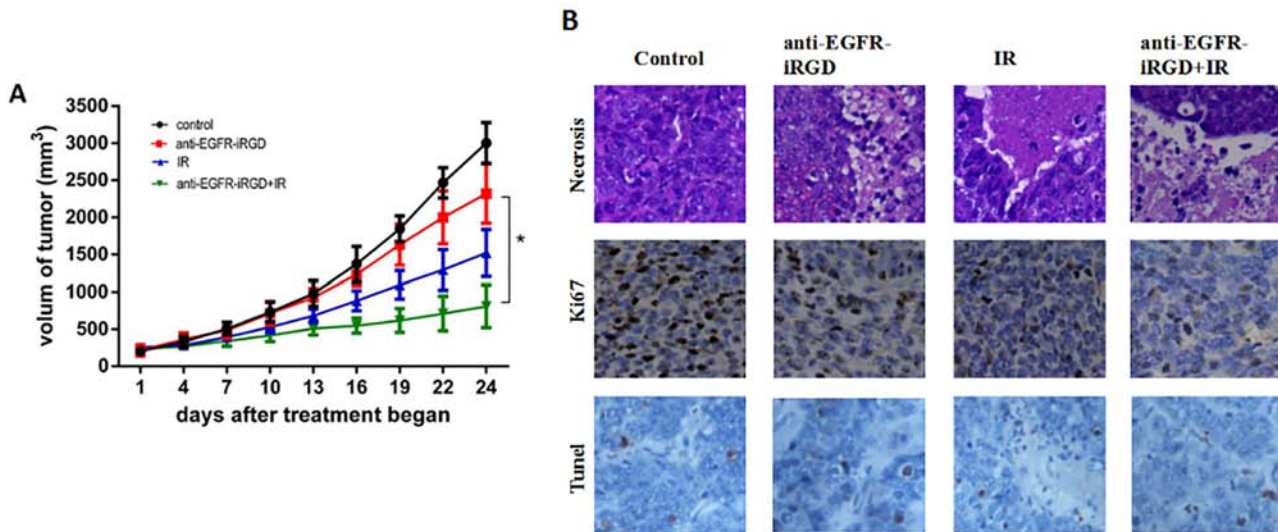 A
volum of tumor (mm³)
3500
3000
2500
2000
1500
1000
500
0
control
anti-EGFR-iRGD
IR
anti-EGFR-iRGD+IR
*
1 4 7 10 13 16 19 22 24
days after treatment began
B
Control
anti-EGFR-
iRGD
IR
anti-EGFR-
iRGD+IR
Necrosis
Ki67
Tunel